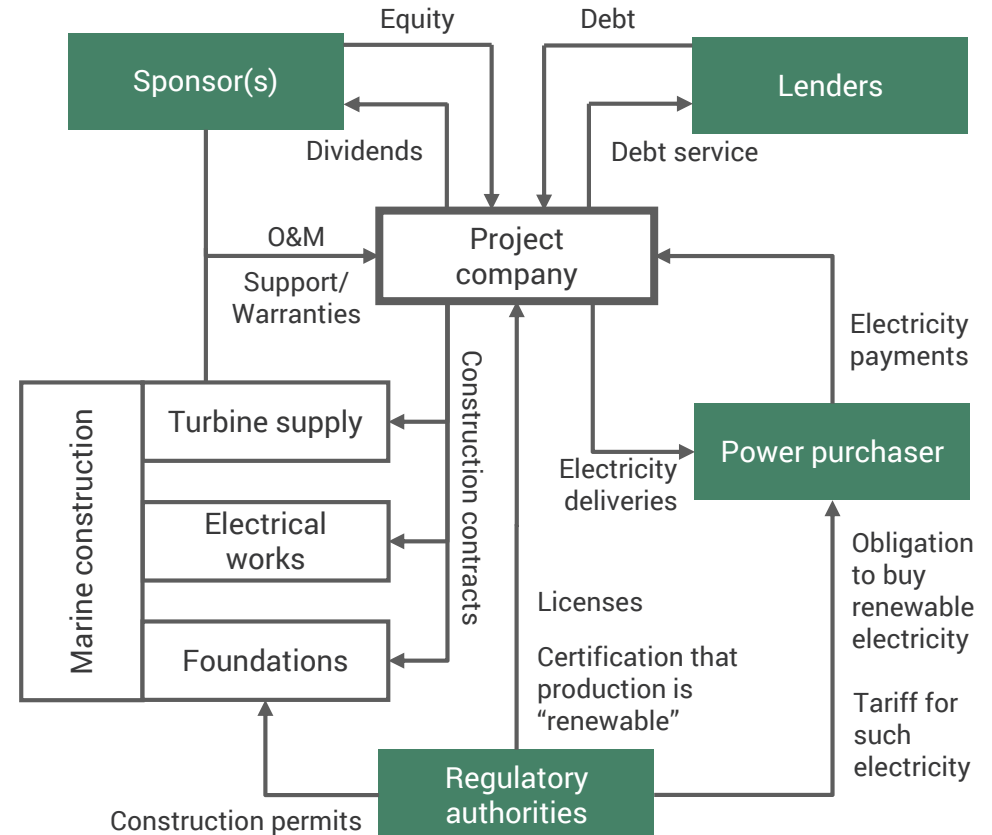 Equity
Debt
Sponsor(s)
Lenders
Dividends
Debt service
O&M
Support/
Warranties
Project
company
Electricity
payments
Marine construction
Turbine supply
Construction contracts
Power purchaser
Electricity
deliveries
Electrical
works
Obligation
to buy
renewable
electricity
Licenses
Foundations
Certification that
production is
“renewable”
Tariff for
such
electricity
Regulatory
authorities
Construction permits